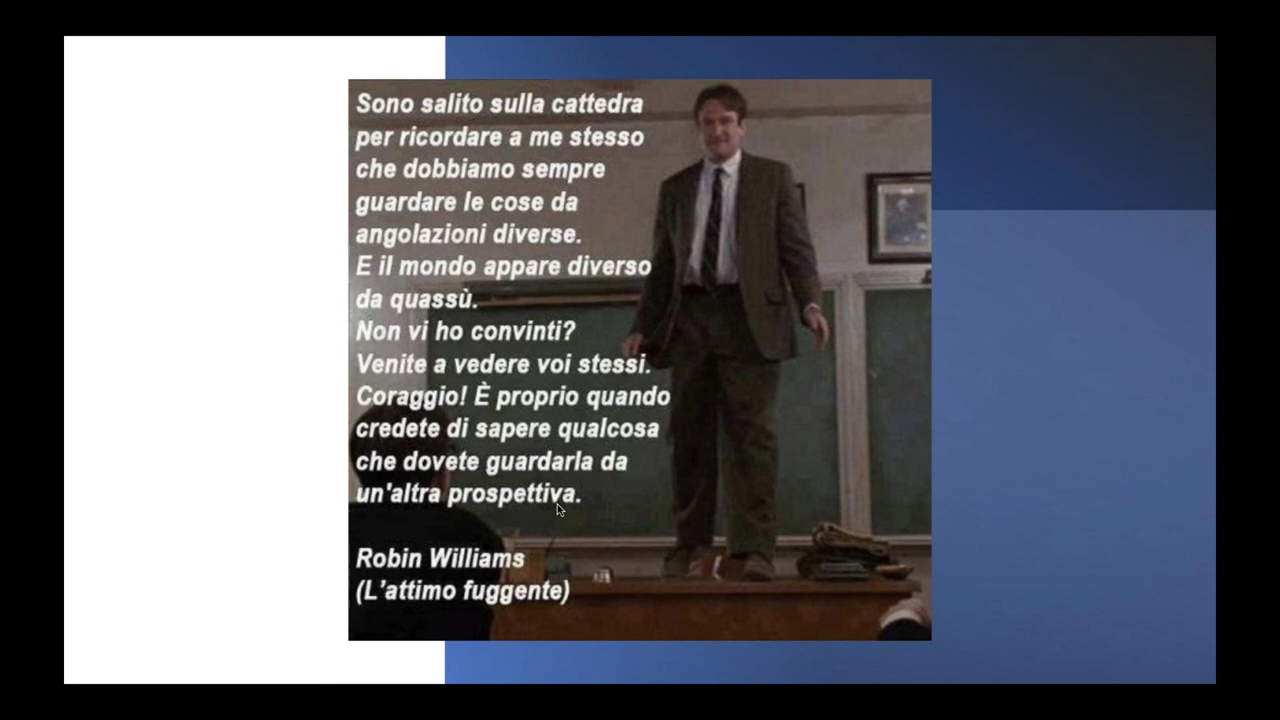 Sono salito sulla cattedra
per ricordare a me stesso
che dobbiamo sempre
guardare le cose da
angolazioni diverse.
E il mondo appare diverso
da quassù.
Non vi ho convinti?
Venite a vedere voi stessi.
Coraggio! È proprio quando
credete di sapere qualcosa
che dovete guardarla da
un'altra prospettiva.
Robin Williams
(L'attimo fuggente)